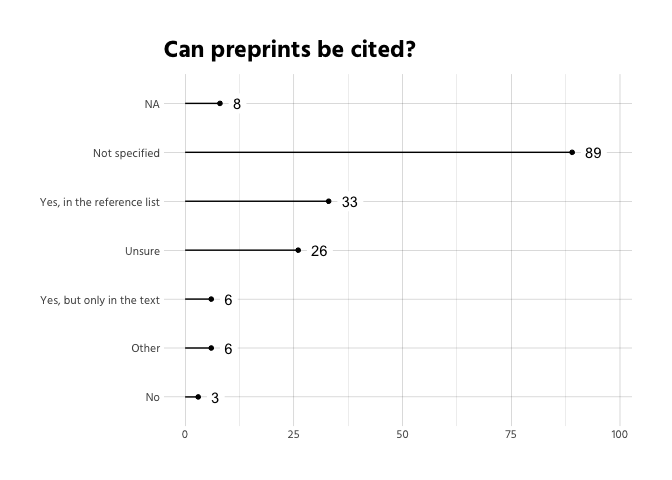 Can preprints be cited?
NA 8
Not specified 89
Yes, in the reference list 33
Unsure 26
Yes, but only in the text 6
Other 6
No 3
0 25 50 75 100